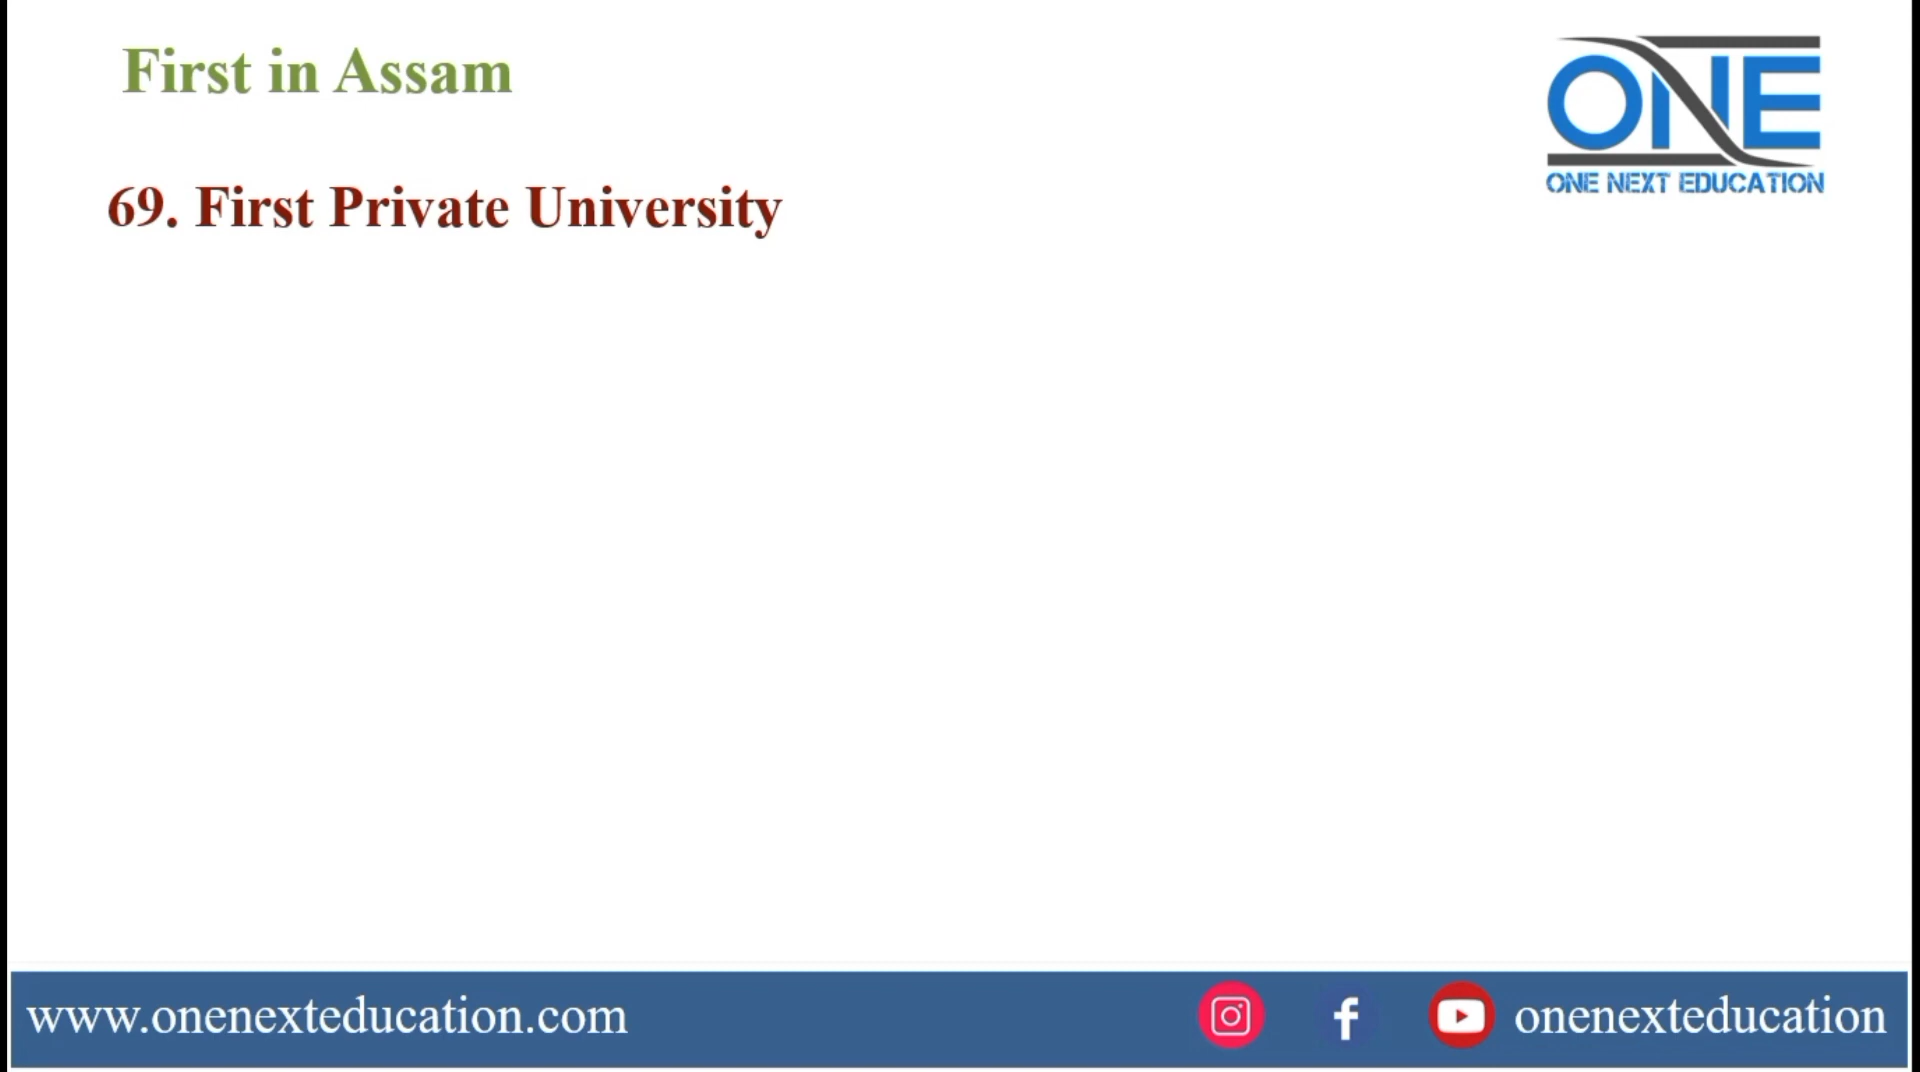 First in Assam
ONE
ONE NEXT EDUCATION
69. First Private University
www.onenexteducation.com
onenexteducation